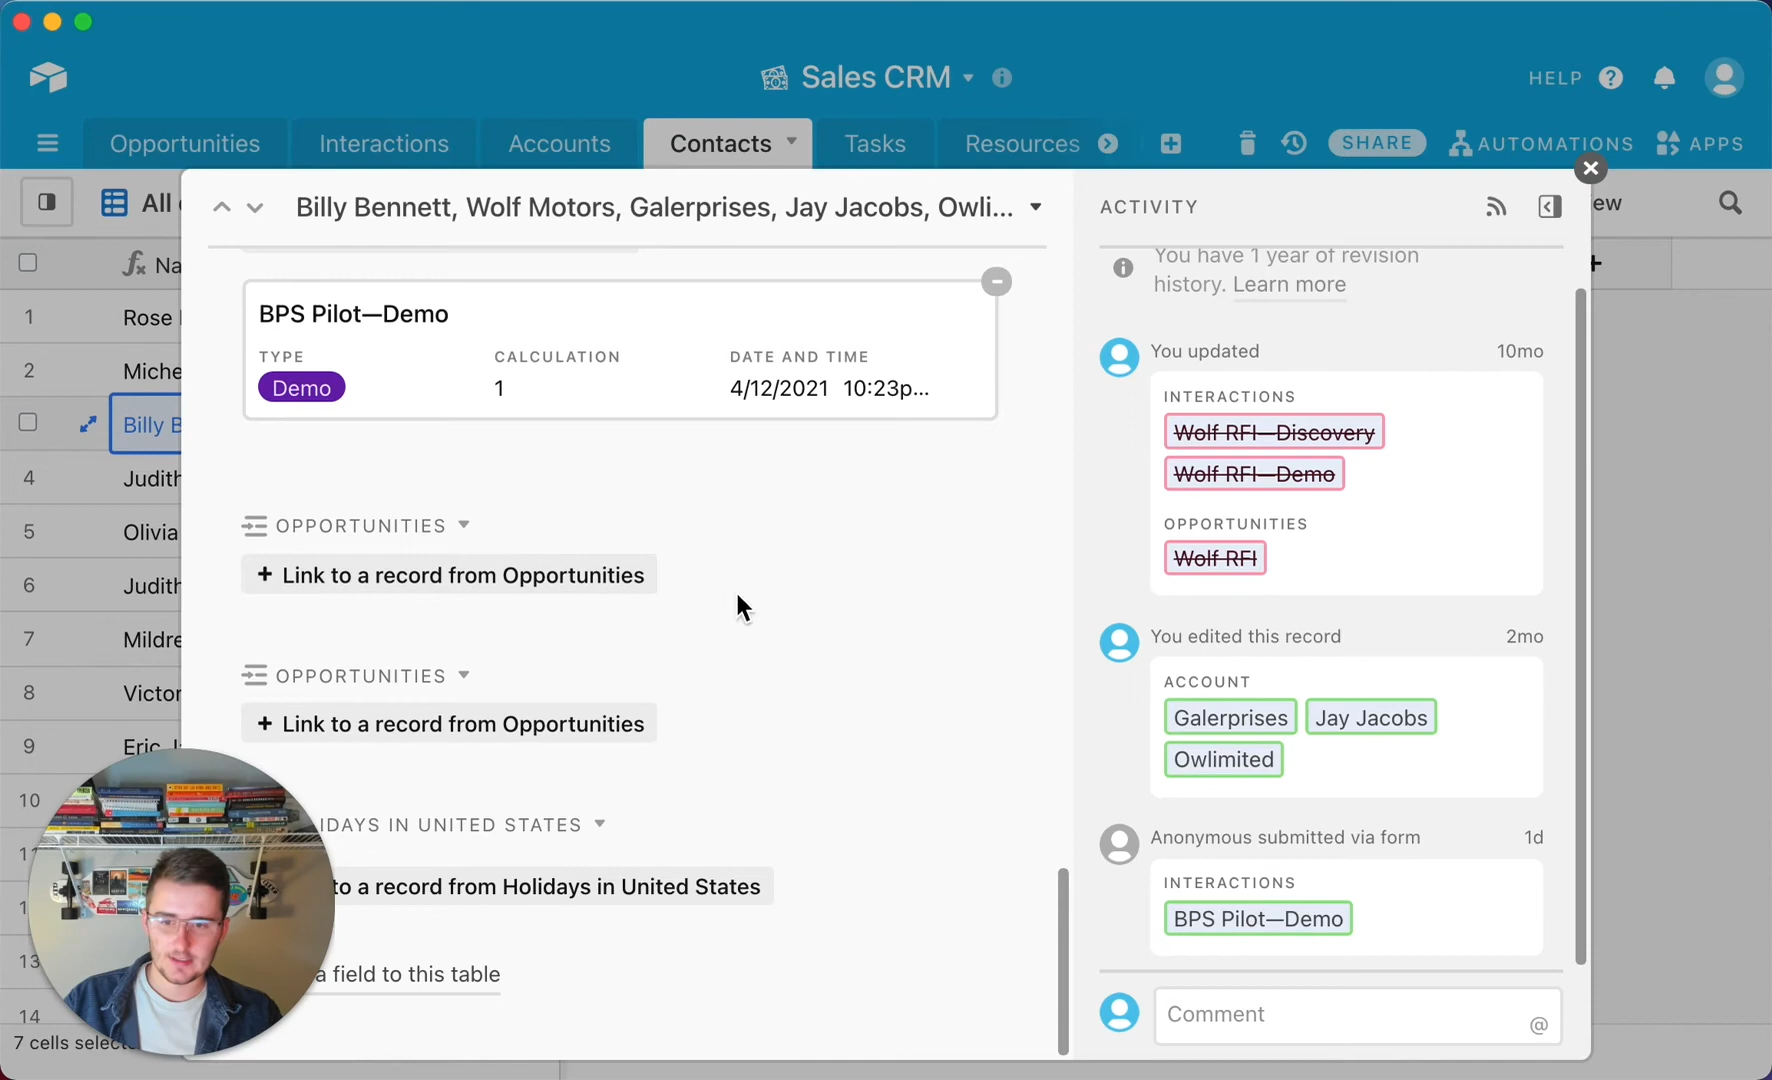 Sales CRM
HELP
Opportunities
Interactions
Accounts
Contacts
Tasks
Resources
SHARE
AUTOMATIONS
APPS
All
ew
Na
1 Rose
2 Miche
Billy B
4 Judith
5 Olivia
6 Judith
7 Mildre
8 Victor
9 Eric
10
13
14
7 cells selecte
Billy Bennett, Wolf Motors, Galerprises, Jay Jacobs, Owli...
BPS Pilot—Demo
TYPE CALCULATION DATE AND TIME
Demo 1 4/12/2021 10:23p...
OPPORTUNITIES
+ Link to a record from Opportunities
OPPORTUNITIES
+ Link to a record from Opportunities
IDAYS IN UNITED STATES
to a record from Holidays in United States
a field to this table
ACTIVITY
You have 1 year of revision
history. Learn more
You updated 10mo
INTERACTIONS
Wolf RFI—Discovery
Wolf RFI—Demo
OPPORTUNITIES
Wolf RFI
You edited this record 2mo
ACCOUNT
Galerprises Jay Jacobs
Owlimited
Anonymous submitted via form 1d
INTERACTIONS
BPS Pilot—Demo
Comment
@